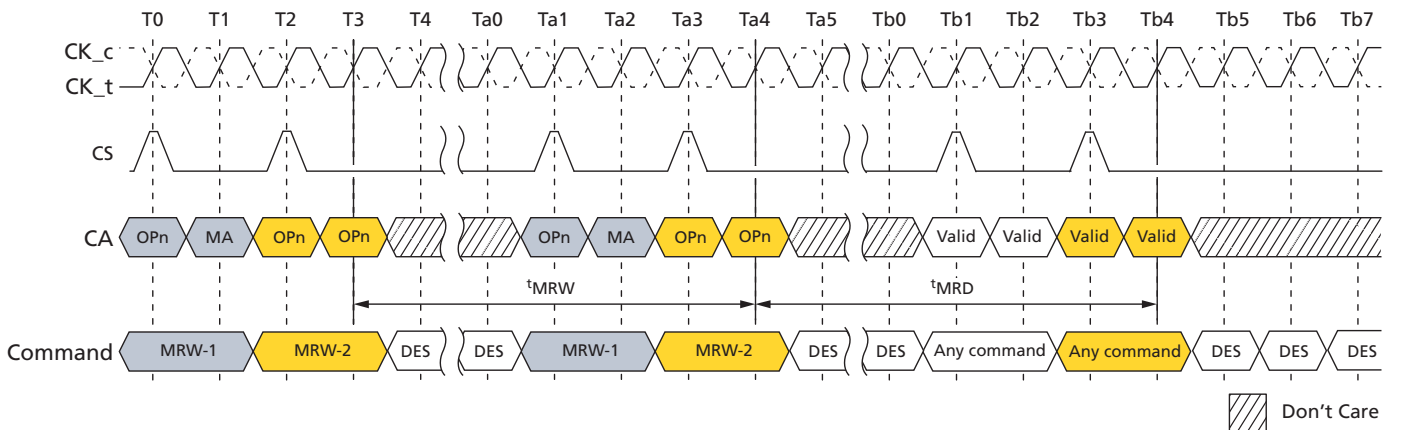 T0 T1 T2 T3 T4 Ta0 Ta1 Ta2 Ta3 Ta4 Ta5 Tb0 Tb1 Tb2 Tb3 Tb4 Tb5 Tb6 Tb7
CK_c
CK_t
CS
CA OPn MA OPn OPn OPn MA OPn OPn Valid Valid Valid Valid
tMRW tMRD
Command MRW-1 MRW-2 DES DES MRW-1 MRW-2 DES DES Any command Any command DES DES DES
Don't Care